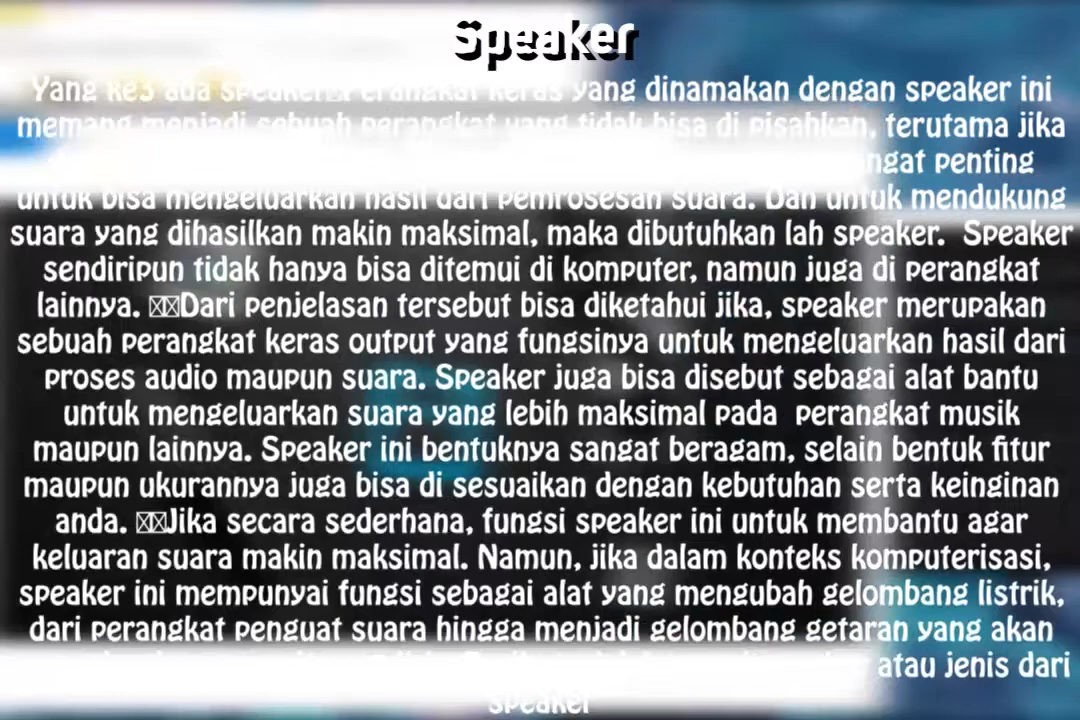 Speaker
Yang ke3 ada speaker Perangkat keras yang dinamakan dengan speaker ini
memang menjadi sebuah perangkat yang tidak bisa di pisahkan, terutama jika
penting
untuk bisa mengeluarkan hasil dari pemrosesan suara. Dan untuk mendukung
suara yang dihasilkan makin maksimal, maka dibutuhkan lah speaker. Speaker
sendiripun tidak hanya bisa ditemui di komputer, namun juga di perangkat
lainnya. Dari penjelasan tersebut bisa diketahui jika, speaker merupakan
sebuah perangkat keras output yang fungsinya untuk mengeluarkan hasil dari
proses audio maupun suara. Speaker juga bisa disebut sebagai alat bantu
untuk mengeluarkan suara yang lebih maksimal pada perangkat musik
maupun lainnya. Speaker ini bentuknya sangat beragam, selain bentuk fitur
maupun ukurannya juga bisa di sesuaikan dengan kebutuhan serta keinginan
anda. Jika secara sederhana, fungsi speaker ini untuk membantu agar
keluaran suara makin maksimal. Namun, jika dalam konteks komputerisasi,
speaker ini mempunyai fungsi sebagai alat yang mengubah gelombang listrik,
dari perangkat penguat suara hingga menjadi gelombang getaran yang akan
atau jenis dari
speaker